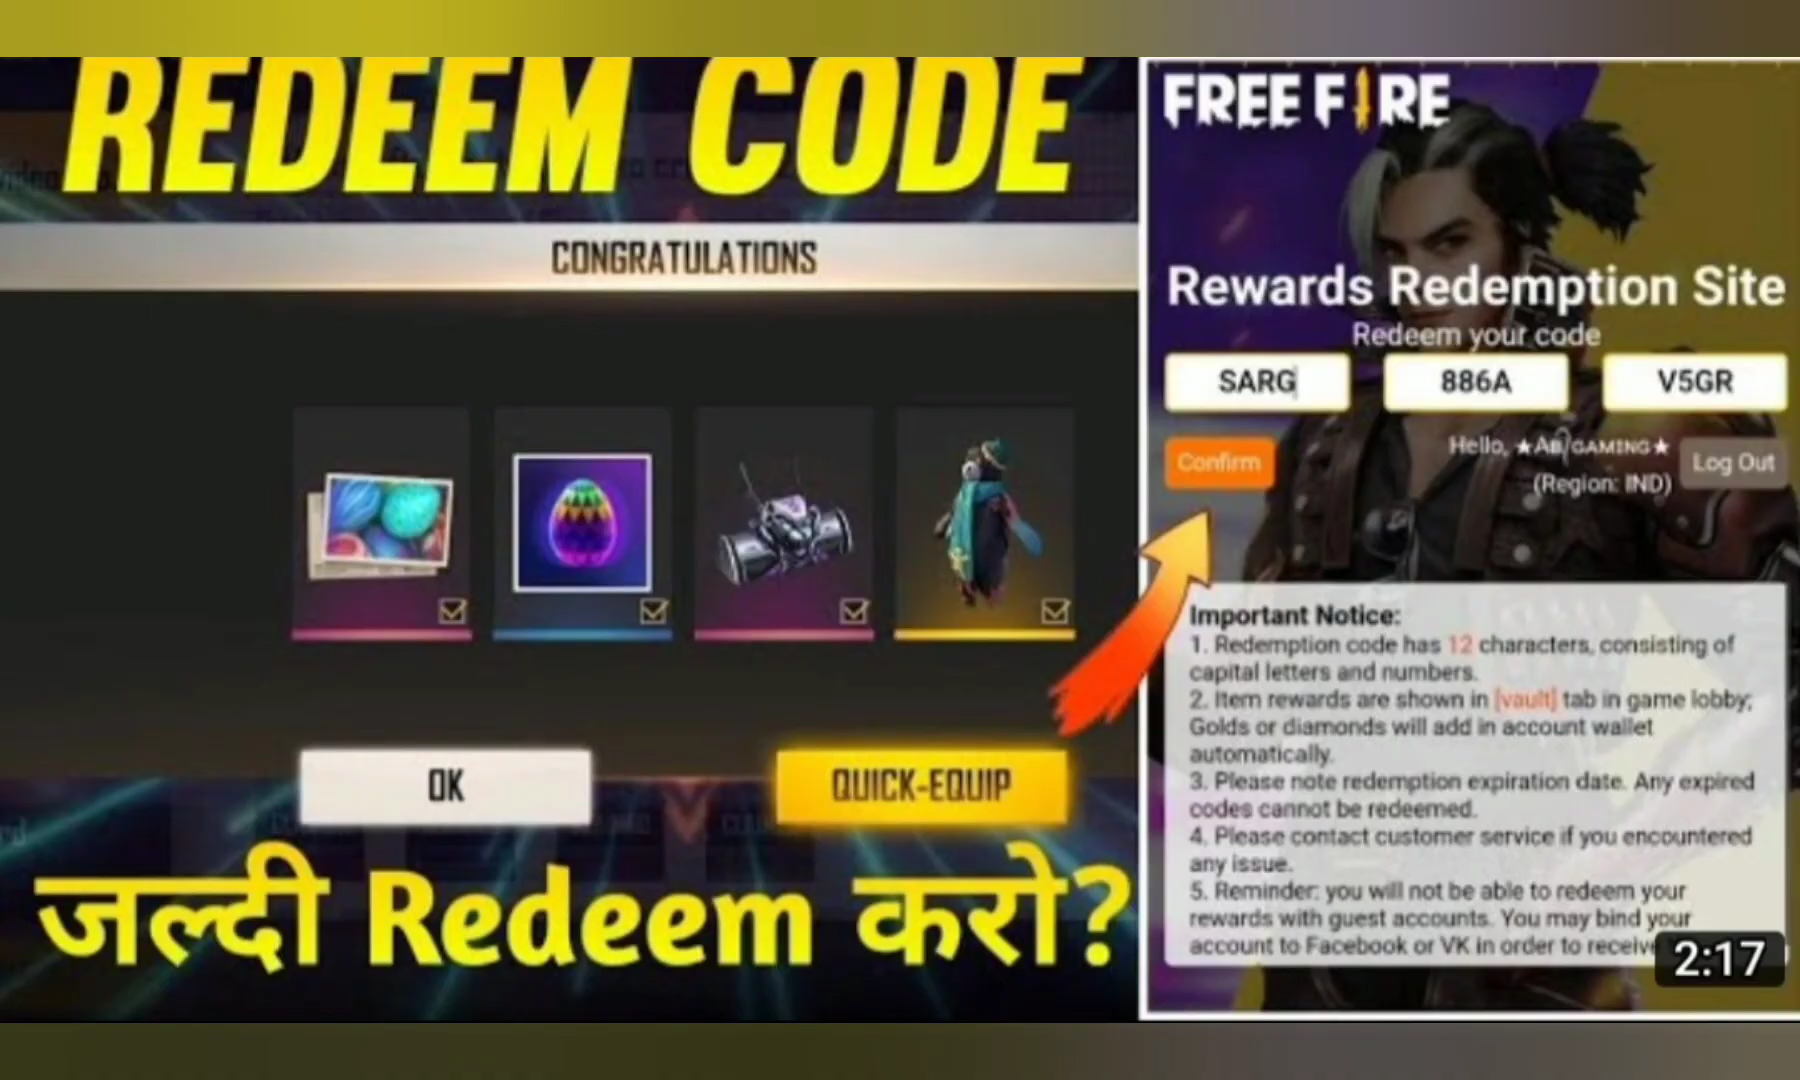 REDEEM CODE
CONGRATULATIONS
OK
QUICK-EQUIP
जल्दी Redeem करो?
FREE FIRE
Rewards Redemption Site
Redeem your code
SARG 886A V5GR
Confirm
Hello, ★AB GAMING★
(Region: IND)
Log Out
Important Notice:
1. Redemption code has 12 characters, consisting of
capital letters and numbers.
2. Item rewards are shown in [vault] tab in game lobby;
Golds or diamonds will add in account wallet
automatically.
3. Please note redemption expiration date. Any expired
codes cannot be redeemed.
4. Please contact customer service if you encountered
any issue.
5. Reminder: you will not be able to redeem your
rewards with guest accounts. You may bind your
account to Facebook or VK in order to receive
2:17